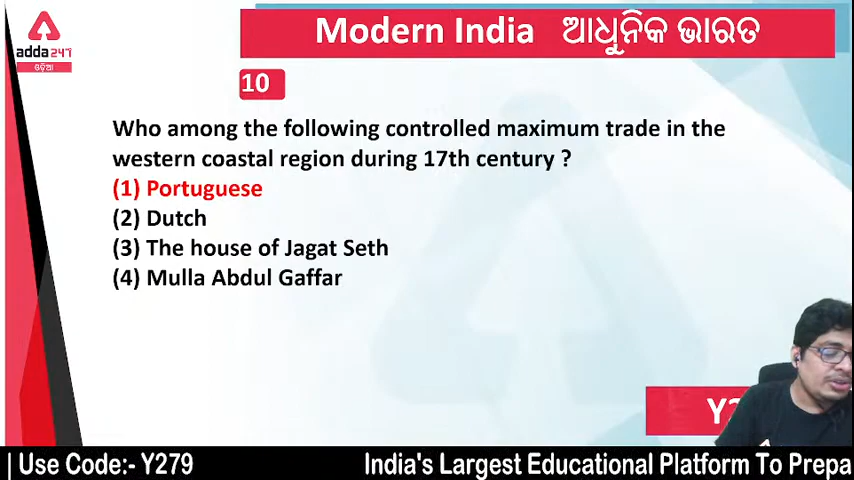 Modern India ଆଧୁନିକ ଭାରତ
adda247
ଓଡ଼ିଆ
10
Who among the following controlled maximum trade in the
western coastal region during 17th century ?
(1) Portuguese
(2) Dutch
(3) The house of Jagat Seth
(4) Mulla Abdul Gaffar
| Use Code:- Y279 India's Largest Educational Platform To Prepa